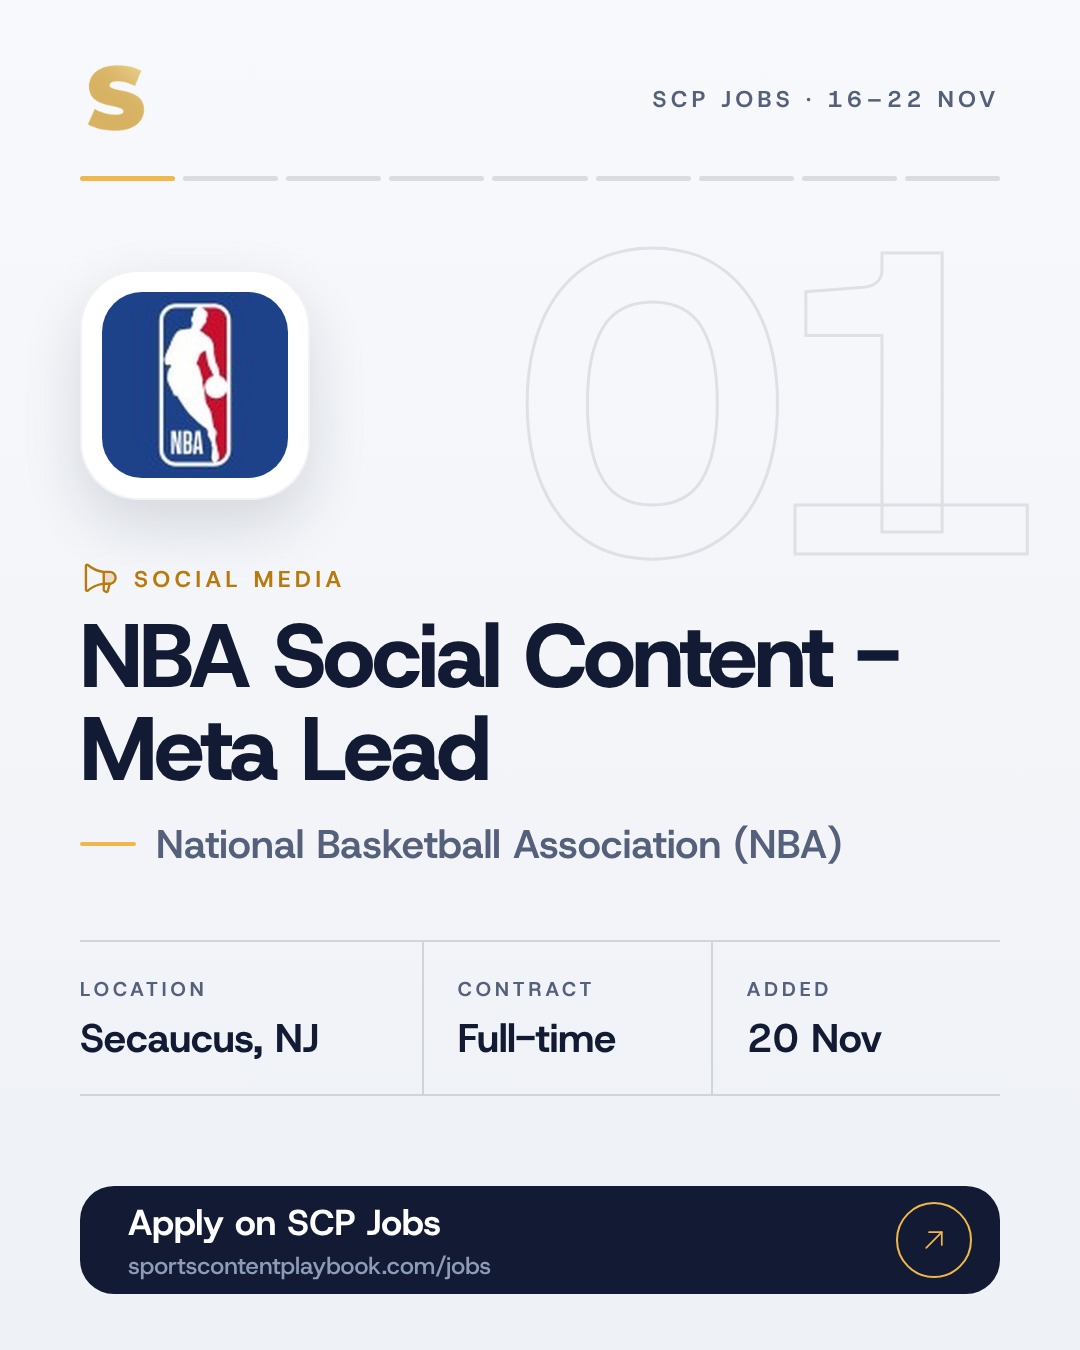 S
SCP JOBS · 16–22 NOV
01
NBA
SOCIAL MEDIA
NBA Social Content –
Meta Lead
National Basketball Association (NBA)
LOCATION
Secaucus, NJ
CONTRACT
Full-time
ADDED
20 Nov
Apply on SCP Jobs
sportscontentplaybook.com/jobs